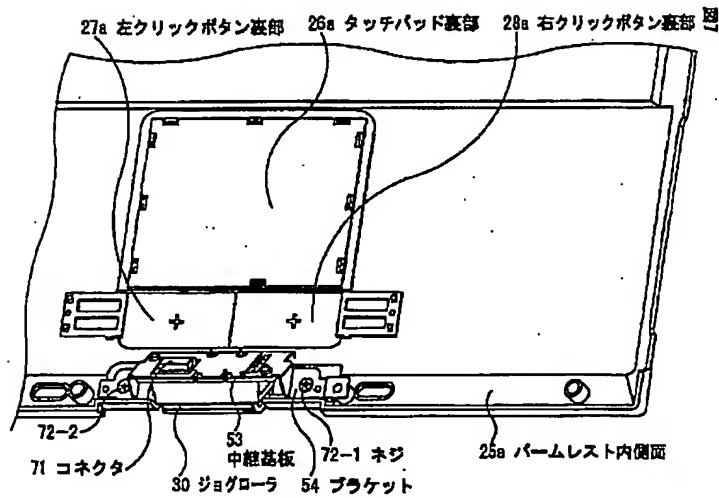 図7
27a 左クリックボタン裏部
26a タッチパッド裏部
28a 右クリックボタン裏部
72-2
71 コネクタ
30 ジョグローラ
53
中継基板
54 ブラケット
72-1 ネジ
25a パームレスト内側面